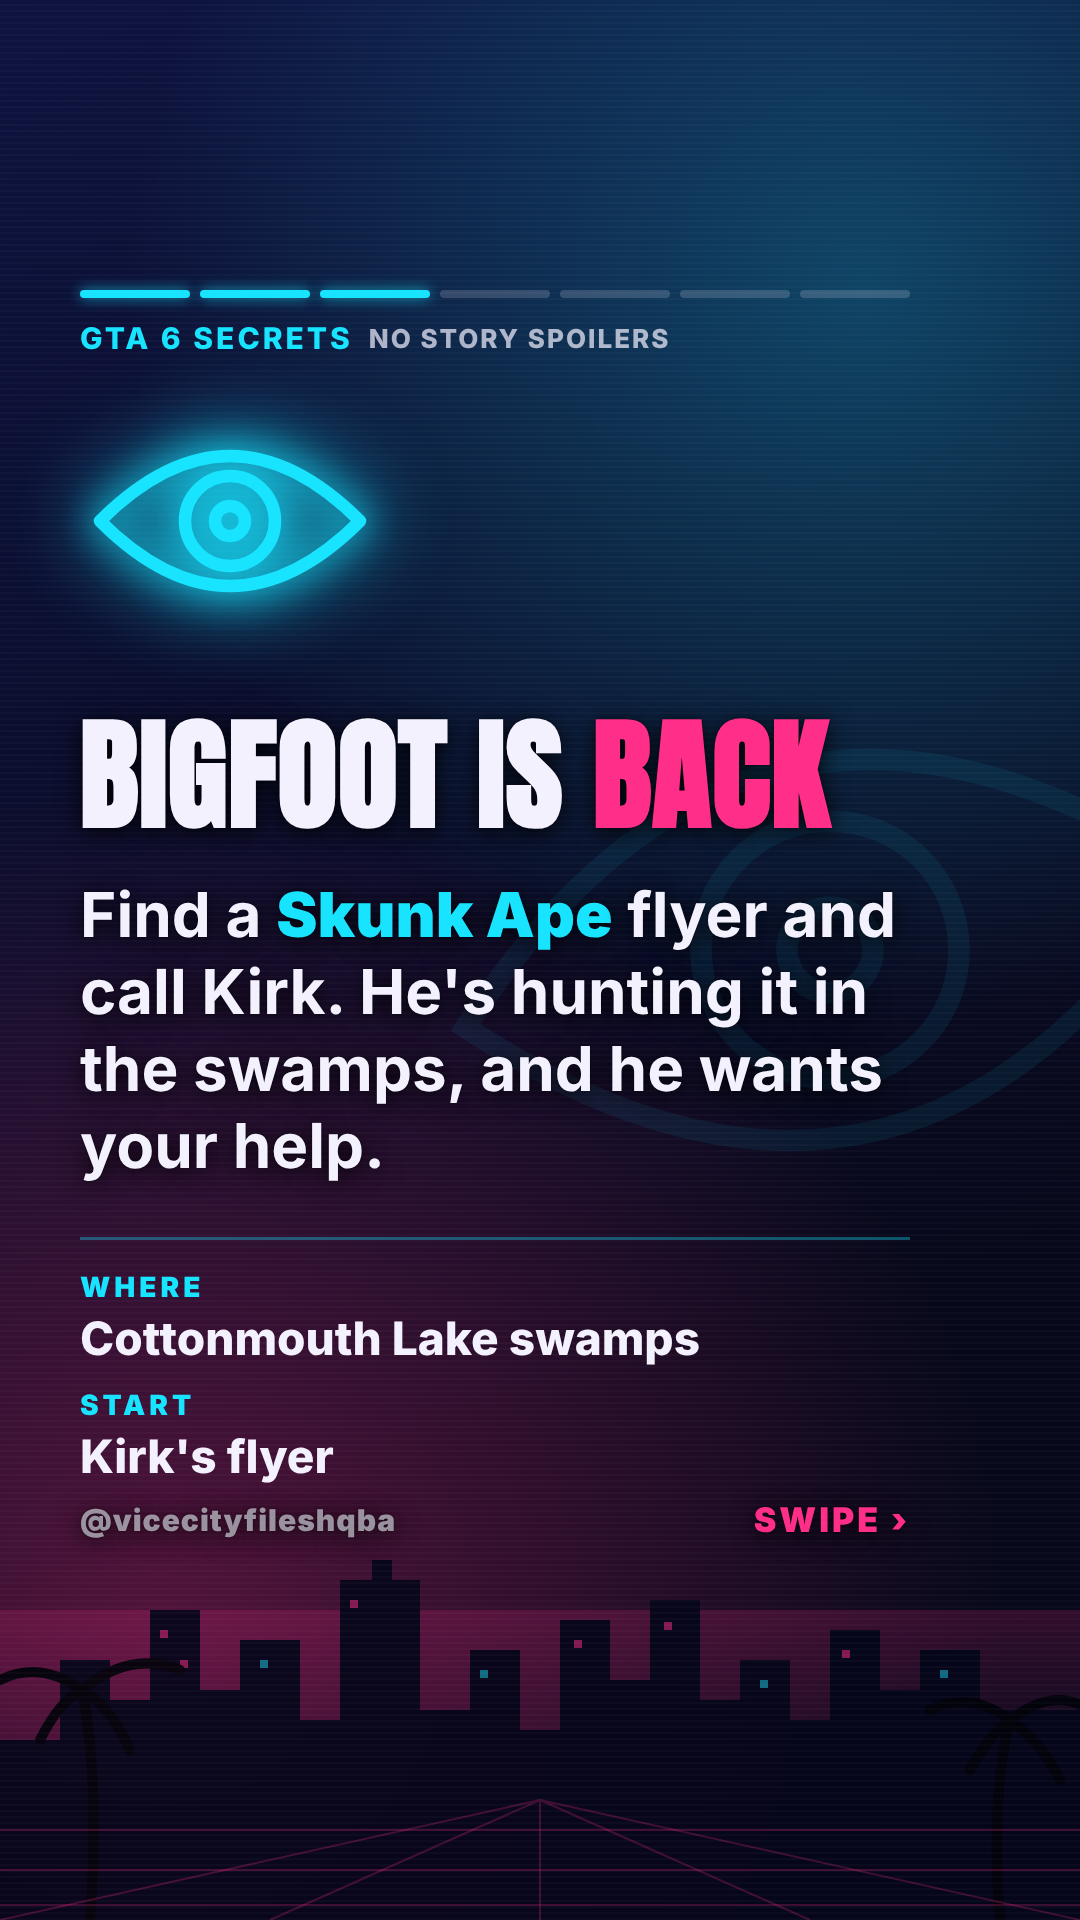 GTA 6 SECRETS NO STORY SPOILERS
BIGFOOT IS BACK
Find a Skunk Ape flyer and
call Kirk. He's hunting it in
the swamps, and he wants
your help.
WHERE
Cottonmouth Lake swamps
START
Kirk's flyer
@vicecityfileshqba SWIPE ›